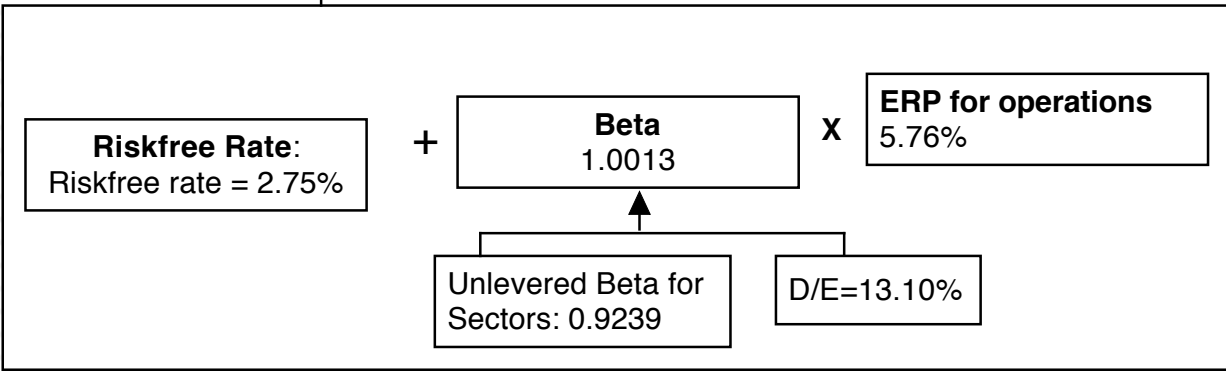 Riskfree Rate:
Riskfree rate = 2.75%
+
Beta
1.0013
X
ERP for operations
5.76%
Unlevered Beta for
Sectors: 0.9239
D/E=13.10%